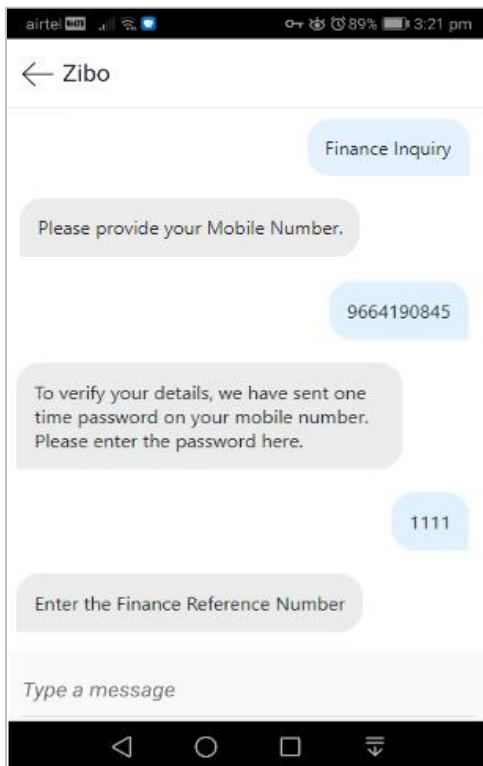 airtel VoLTE 89% 3:21 pm
Zibo
Finance Inquiry
Please provide your Mobile Number.
9664190845
To verify your details, we have sent one
time password on your mobile number.
Please enter the password here.
1111
Enter the Finance Reference Number
Type a message